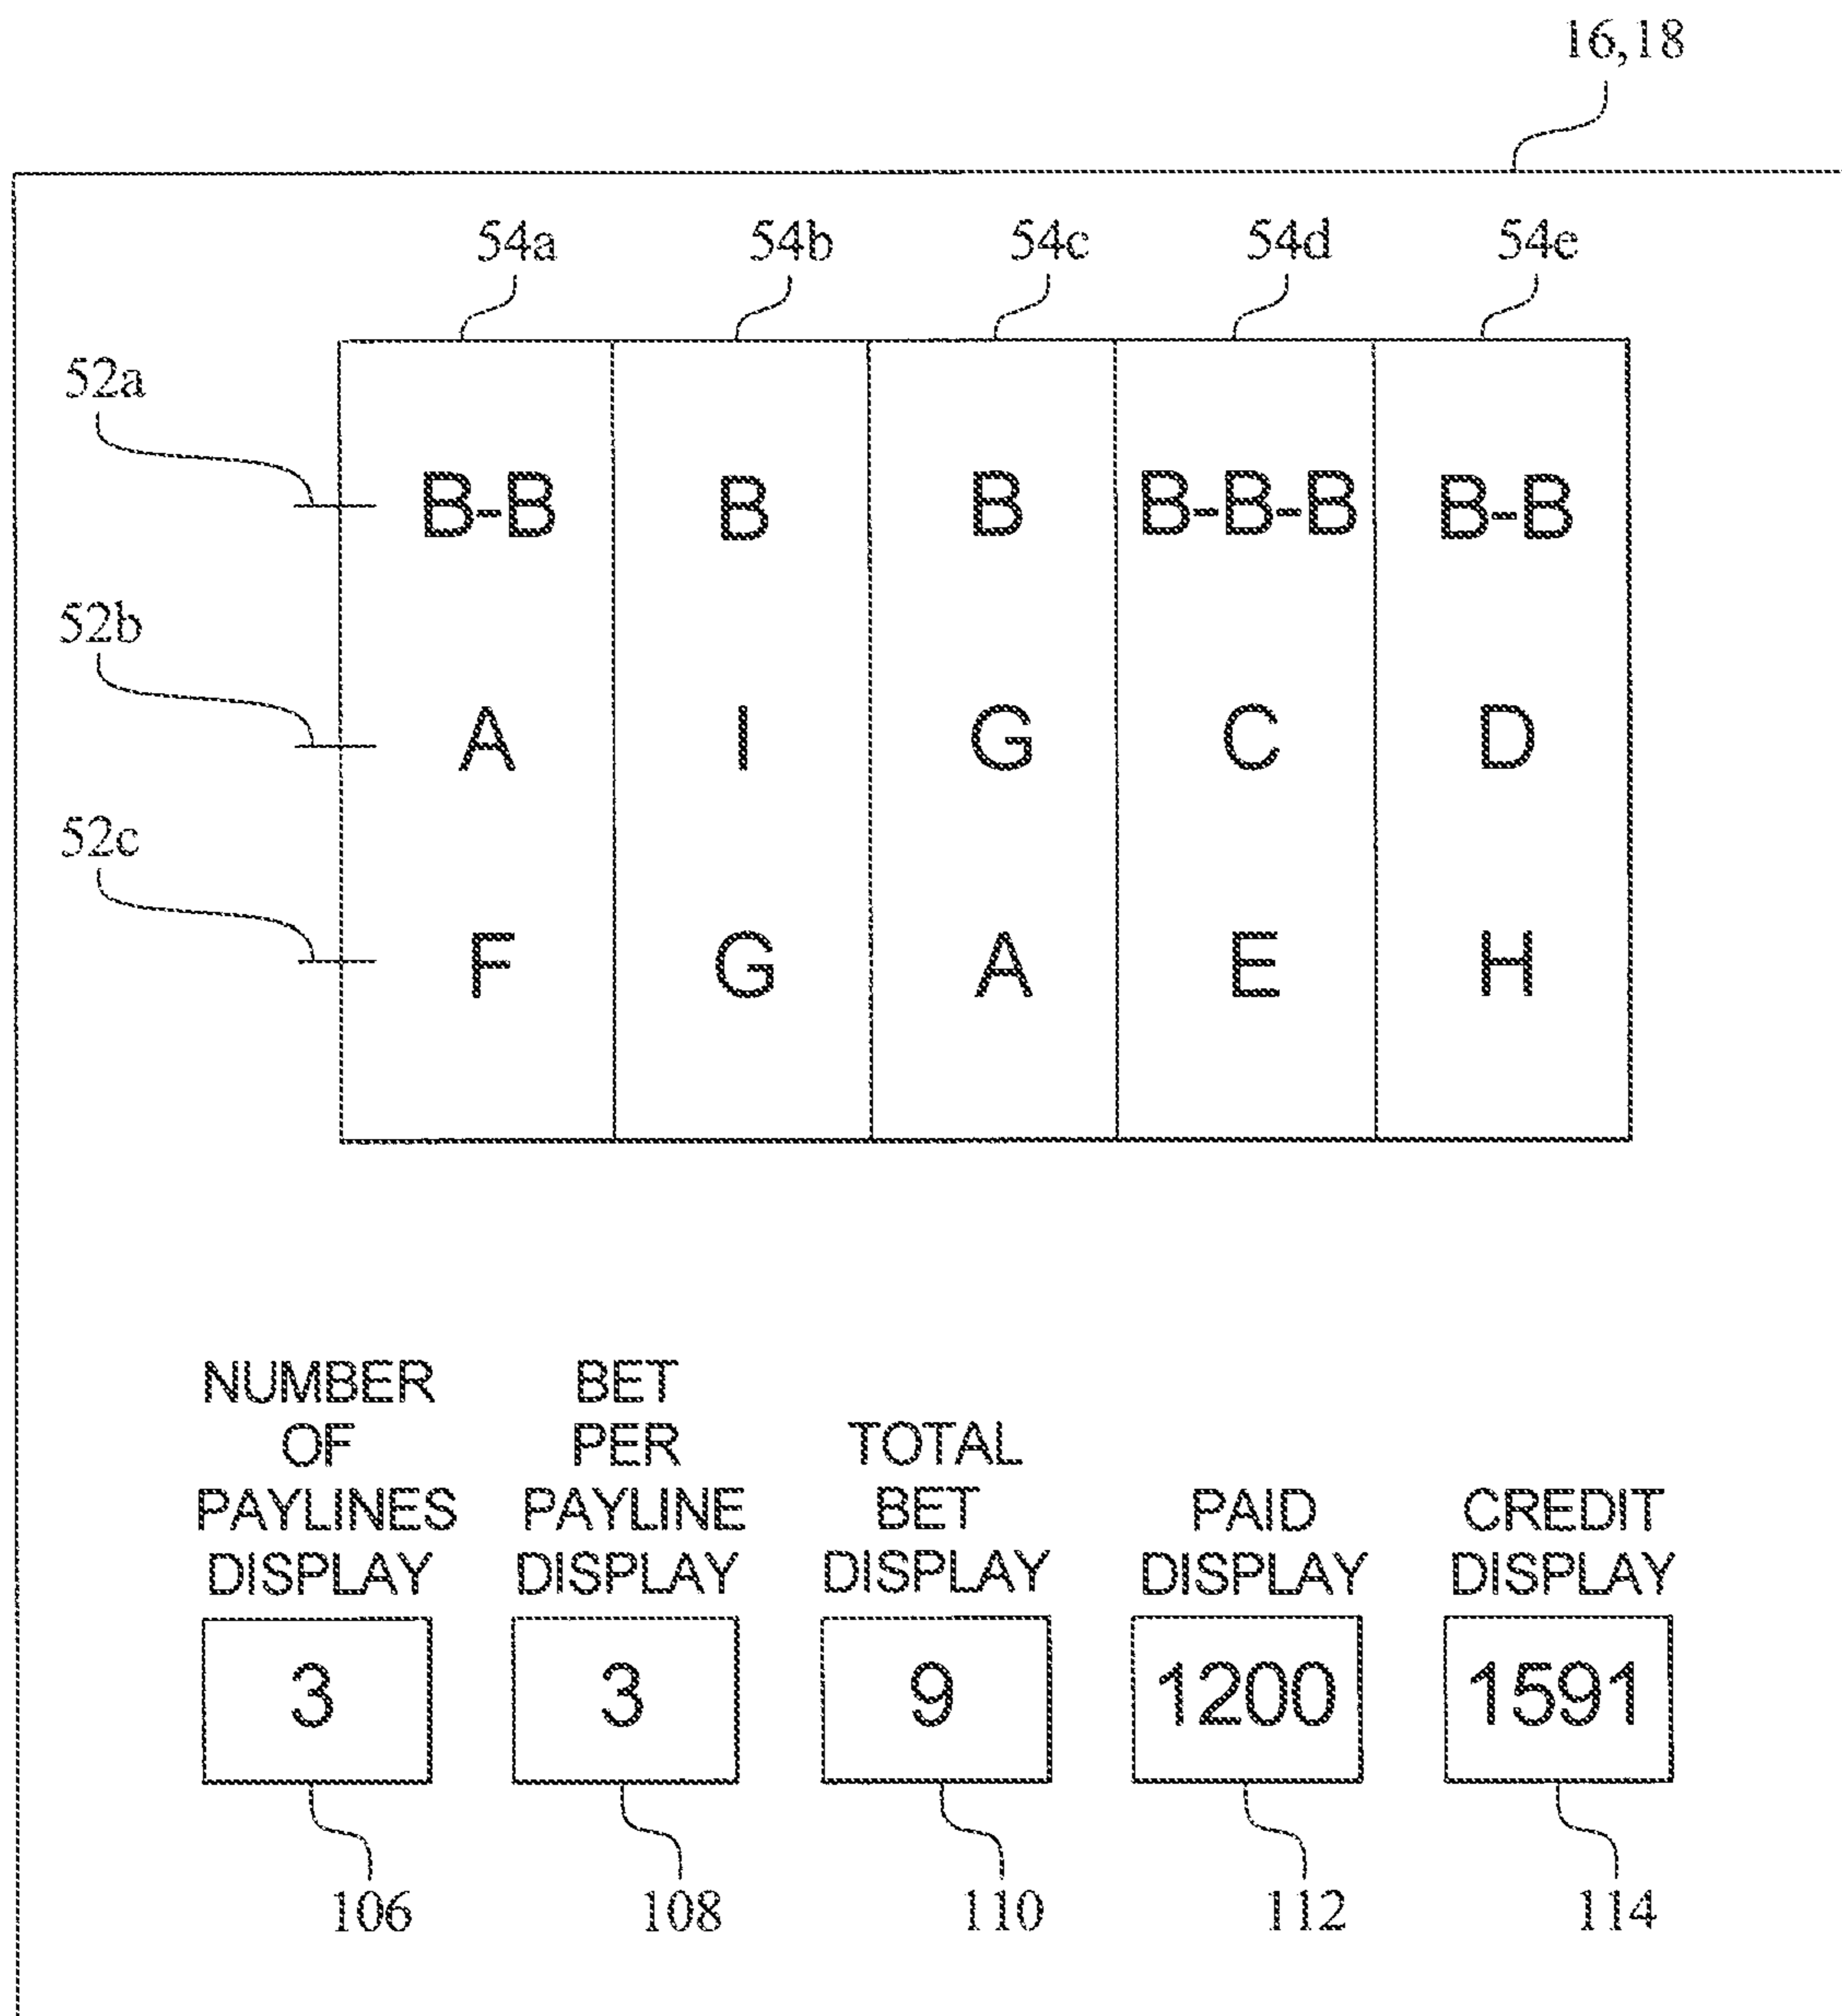 16,18
54a 54b 54c 54d 54e
52a
B-B B B B-B-B B-B
52b
A I G C D
52c
F G A E H
NUMBER OF PAYLINES DISPLAY
BET PER PAYLINE DISPLAY
TOTAL BET DISPLAY
PAID DISPLAY
CREDIT DISPLAY
3 3 9 1200 1591
106 108 110 112 114